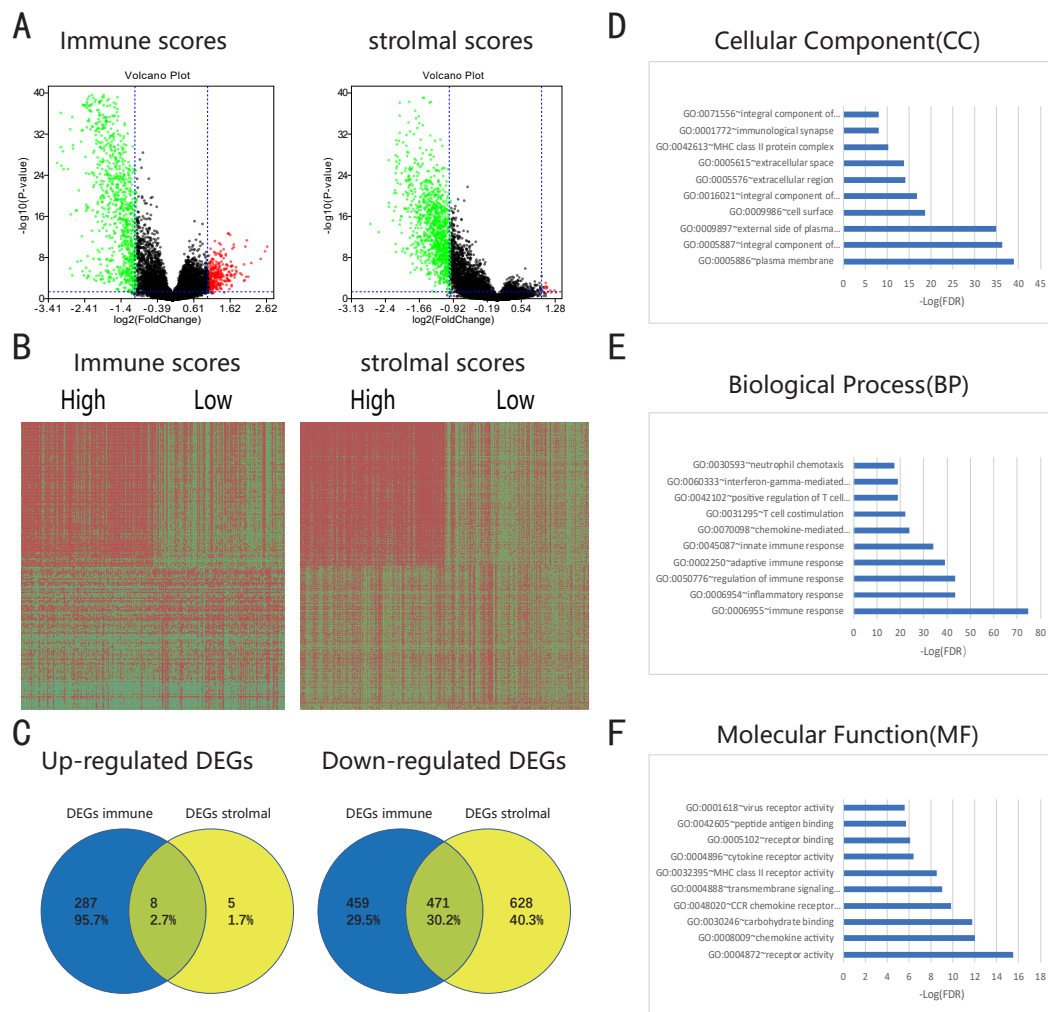 A
Immune scores
strolmal scores
Volcano Plot
Volcano Plot
-log10(P-value)
40
32
24
16
8
0
-3.41
-2.41
-1.4
-0.39
0.61
1.62
2.62
log2(FoldChange)
-log10(P-value)
40
32
24
16
8
0
-3.13
-2.4
-1.66
-0.92
-0.19
0.54
1.28
log2(FoldChange)
B
Immune scores
strolmal scores
High
Low
High
Low
C
Up-regulated DEGs
Down-regulated DEGs
DEGs immune
DEGs strolmal
287
95.7%
8
2.7%
5
1.7%
DEGs immune
DEGs strolmal
459
29.5%
471
30.2%
628
40.3%
D
Cellular Component(CC)
GO:0071556~integral component of...
GO:0001772~immunological synapse
GO:0042613~MHC class II protein complex
GO:0005615~extracellular space
GO:0005576~extracellular region
GO:0016021~integral component of...
GO:0009986~cell surface
GO:0009897~external side of plasma...
GO:0005887~integral component of...
GO:0005886~plasma membrane
0 5 10 15 20 25 30 35 40 45
-Log(FDR)
E
Biological Process(BP)
GO:0030593~neutrophil chemotaxis
GO:0060333~interferon-gamma-mediated...
GO:0042102~positive regulation of T cell...
GO:0031295~T cell costimulation
GO:0070098~chemokine-mediated...
GO:0045087~innate immune response
GO:0002250~adaptive immune response
GO:0050776~regulation of immune response
GO:0006954~inflammatory response
GO:0006955~immune response
0 10 20 30 40 50 60 70 80
-Log(FDR)
F
Molecular Function(MF)
GO:0001618~virus receptor activity
GO:0042605~peptide antigen binding
GO:0005102~receptor binding
GO:0004896~cytokine receptor activity
GO:0032395~MHC class II receptor activity
GO:0004888~transmembrane signaling...
GO:0048020~CCR chemokine receptor...
GO:0030246~carbohydrate binding
GO:0008009~chemokine activity
GO:0004872~receptor activity
0 2 4 6 8 10 12 14 16 18
-Log(FDR)